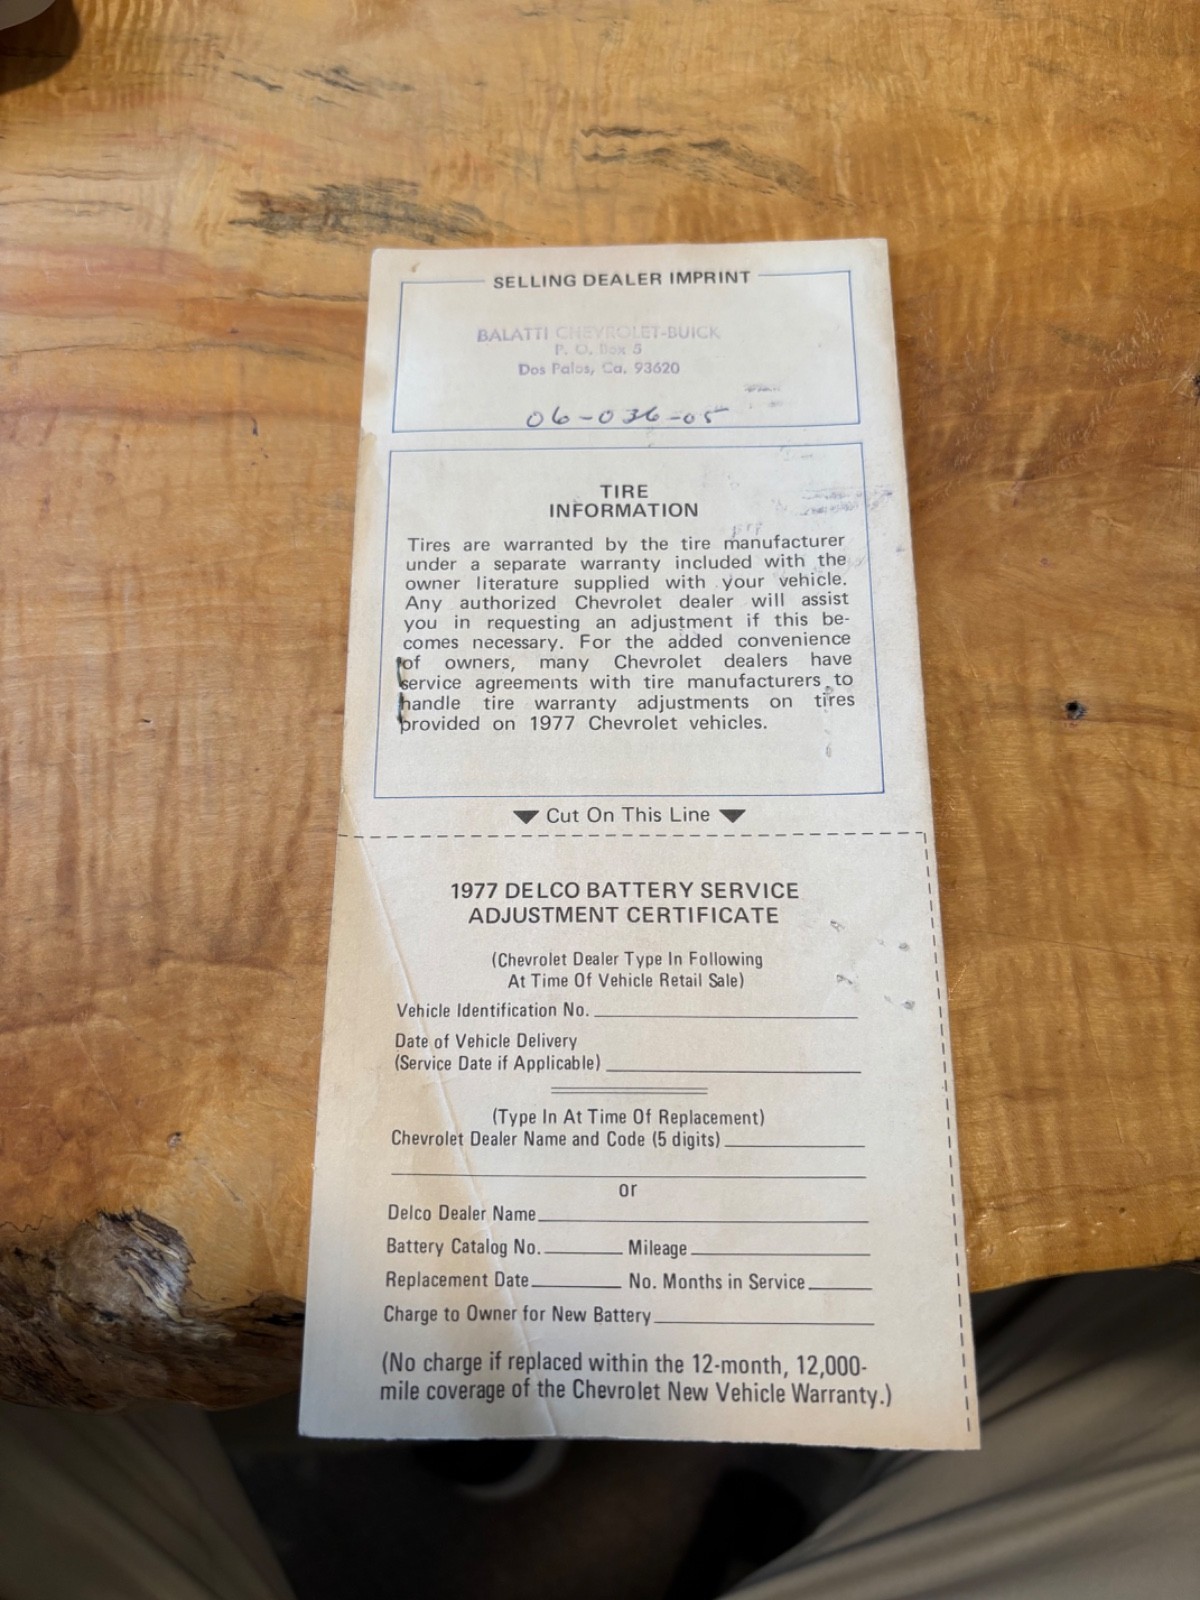 SELLING DEALER IMPRINT
BALATTI CHEVROLET-BUICK
P. O. Box 5
Dos Palos, Ca. 93620
06-036-05
TIRE
INFORMATION
Tires are warranted by the tire manufacturer
under a separate warranty included with the
owner literature supplied with your vehicle.
Any authorized Chevrolet dealer will assist
you in requesting an adjustment if this be-
comes necessary. For the added convenience
of owners, many Chevrolet dealers have
service agreements with tire manufacturers to
handle tire warranty adjustments on tires
provided on 1977 Chevrolet vehicles.
▼ Cut On This Line ▼
1977 DELCO BATTERY SERVICE
ADJUSTMENT CERTIFICATE
(Chevrolet Dealer Type In Following
At Time Of Vehicle Retail Sale)
Vehicle Identification No.
Date of Vehicle Delivery
(Service Date if Applicable)
(Type In At Time Of Replacement)
Chevrolet Dealer Name and Code (5 digits)
or
Delco Dealer Name
Battery Catalog No. Mileage
Replacement Date No. Months in Service
Charge to Owner for New Battery
(No charge if replaced within the 12-month, 12,000-
mile coverage of the Chevrolet New Vehicle Warranty.)